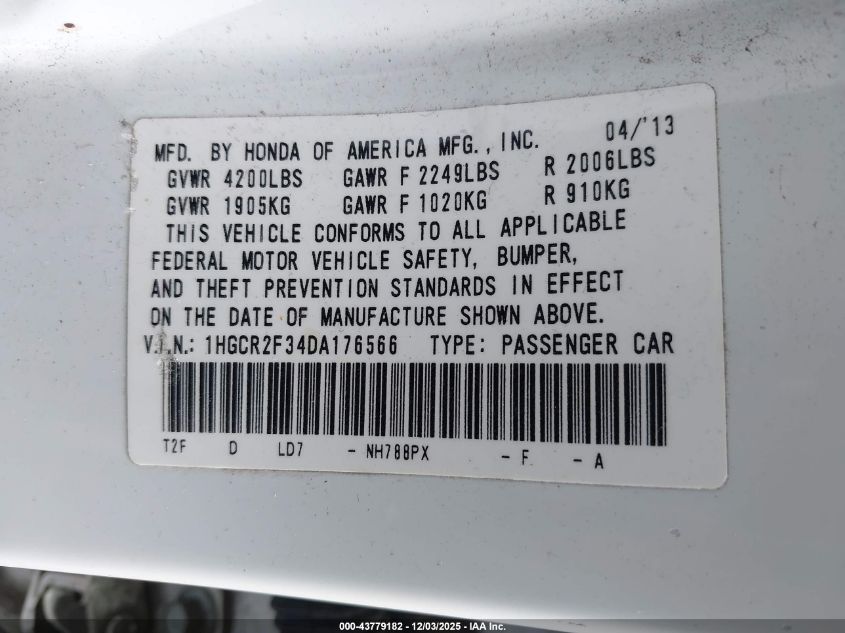 MFD. BY HONDA OF AMERICA MFG., INC. 04/'13
GVWR 4200LBS GAWR F 2249LBS R 2006LBS
GVWR 1905KG GAWR F 1020KG R 910KG
THIS VEHICLE CONFORMS TO ALL APPLICABLE
FEDERAL MOTOR VEHICLE SAFETY, BUMPER,
AND THEFT PREVENTION STANDARDS IN EFFECT
ON THE DATE OF MANUFACTURE SHOWN ABOVE.
V.I.N.: 1HGCR2F34DA176566 TYPE: PASSENGER CAR
T2F D LD7 - NH788PX - F - A
000-43779182 - 12/03/2025 - IAA Inc.